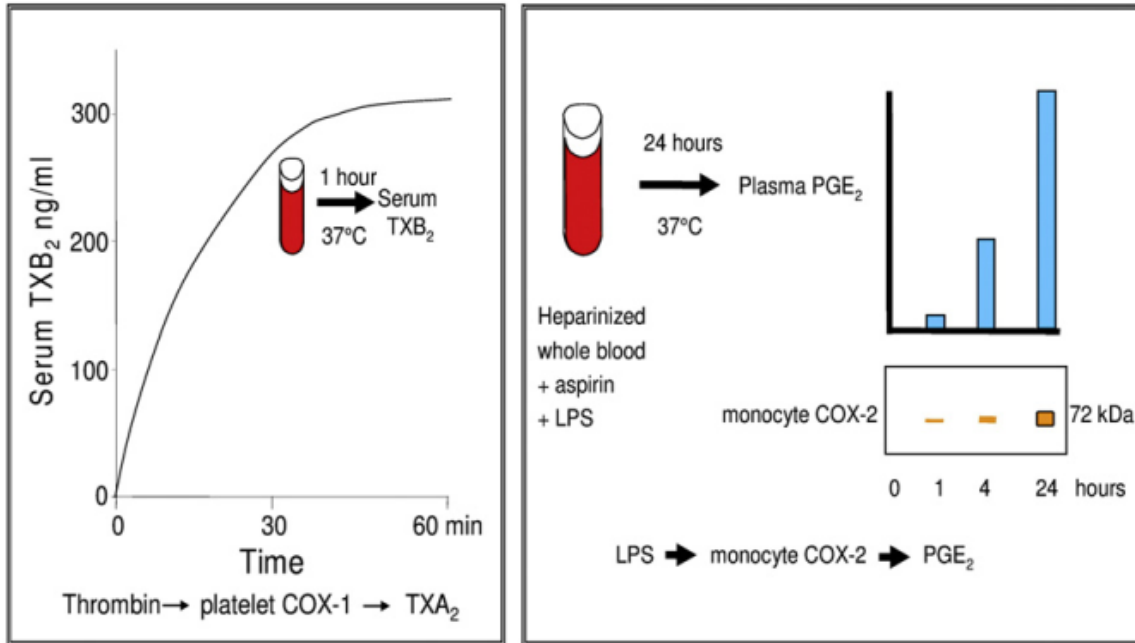 Serum TXB₂ ng/ml
300
200
100
0
0 30 60 min
Time
1 hour
37°C
Serum
TXB₂
Thrombin→ platelet COX-1 → TXA₂
24 hours
37°C
Plasma PGE₂
Heparinized
whole blood
+ aspirin
+ LPS
monocyte COX-2
72 kDa
0 1 4 24 hours
LPS → monocyte COX-2 → PGE₂